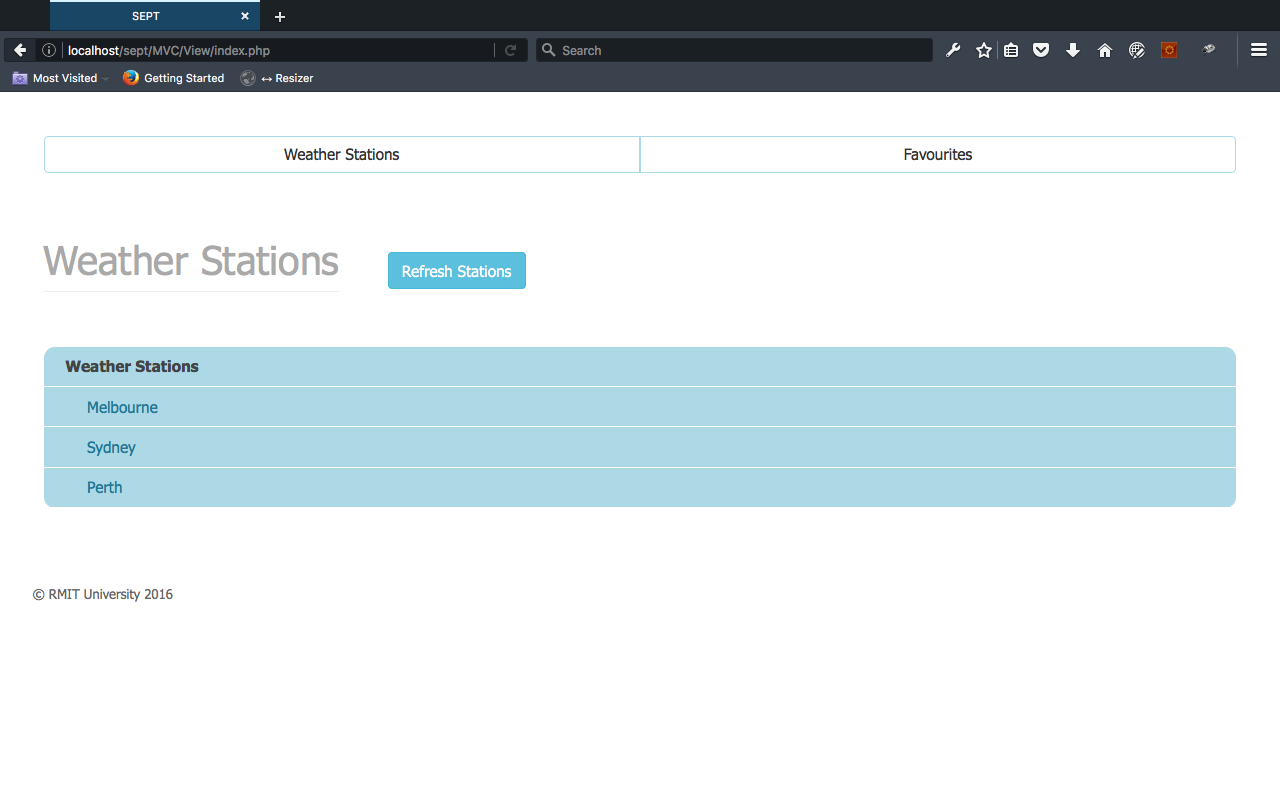 SEPT
localhost/sept/MVC/View/index.php
Search
Most Visited
Getting Started
↔ Resizer
Weather Stations
Favourites
Weather Stations
Refresh Stations
Weather Stations
Melbourne
Sydney
Perth
© RMIT University 2016